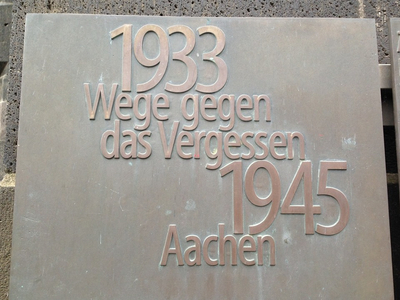 1933
Wege gegen
das Vergessen
1945
Aachen